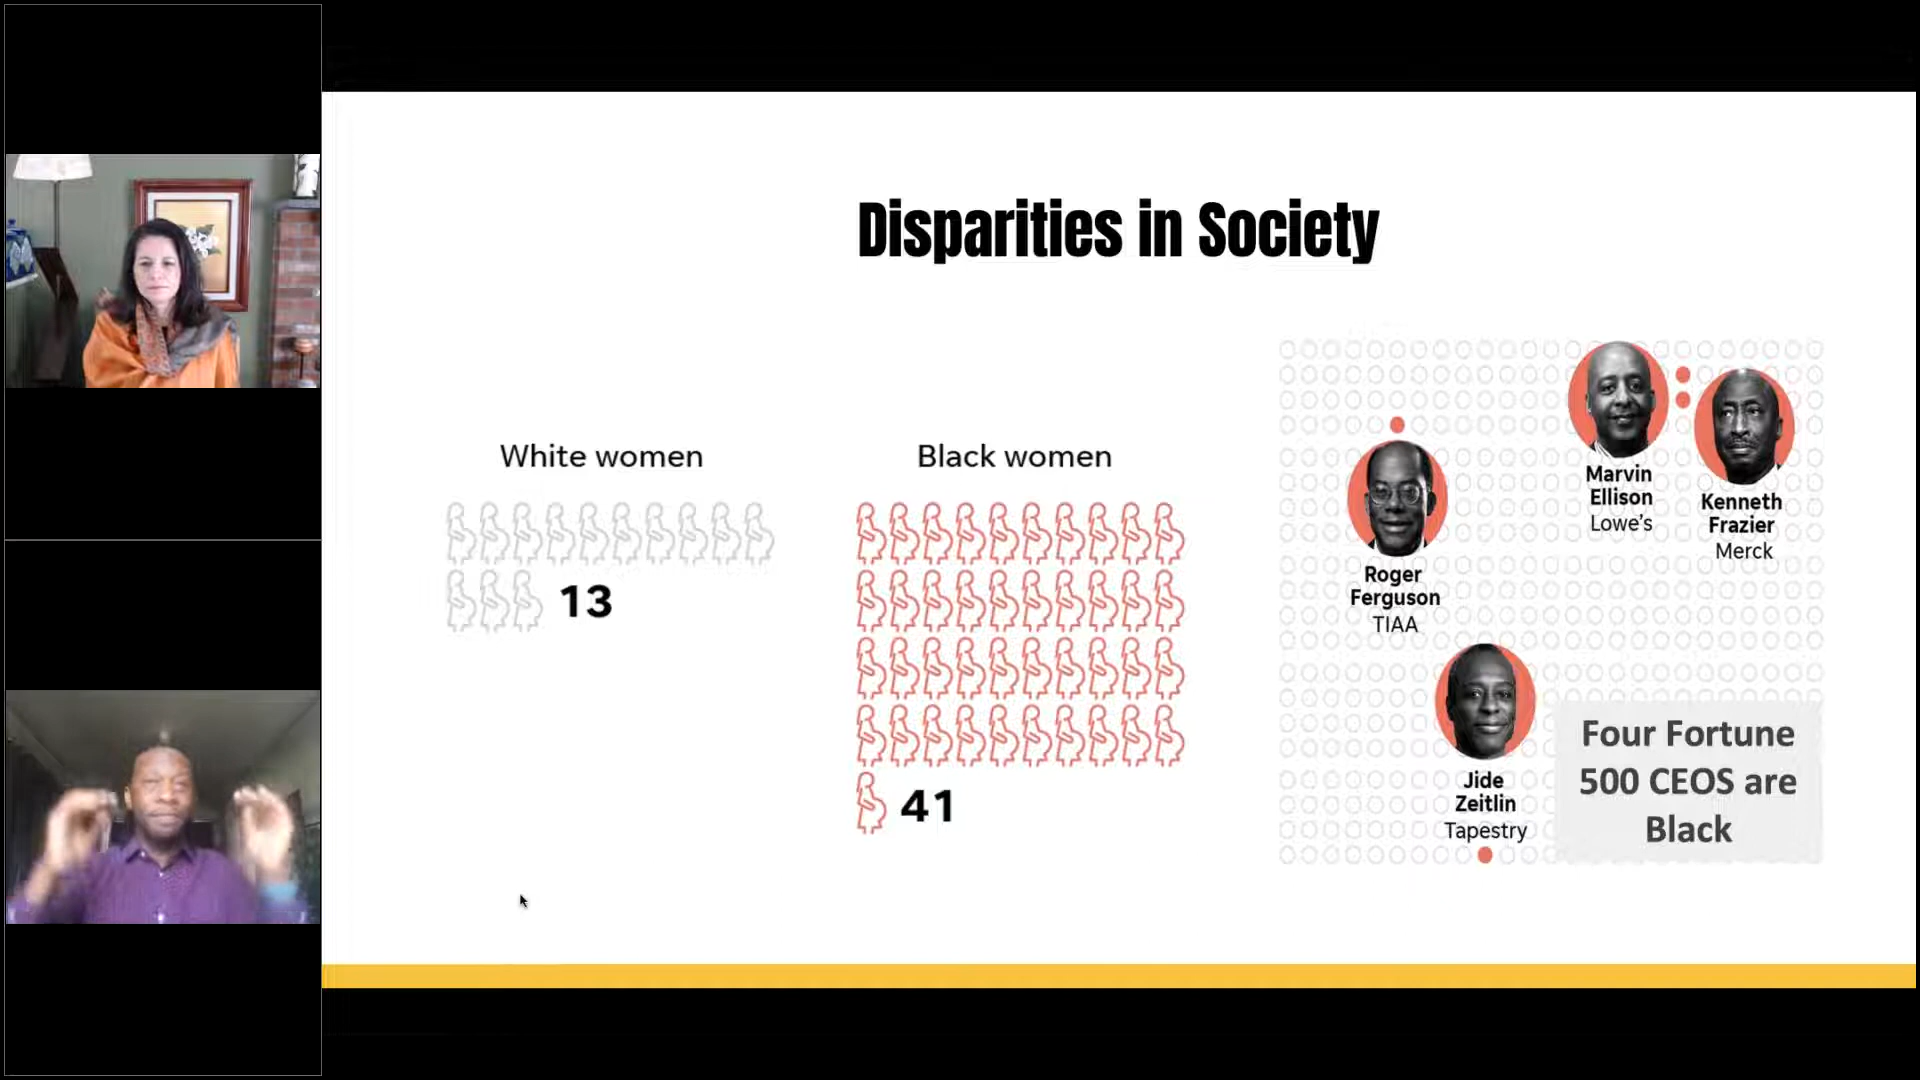 Disparities in Society
White women
13
Black women
41
Marvin
Ellison
Lowe's
Kenneth
Frazier
Merck
Roger
Ferguson
TIAA
Jide
Zeitlin
Tapestry
Four Fortune
500 CEOS are
Black